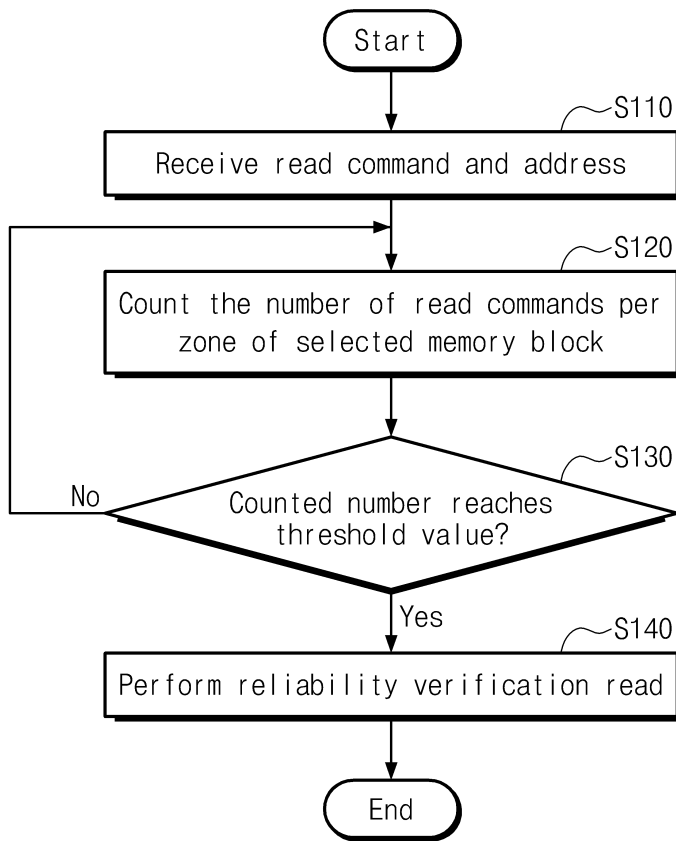 Start
S110
Receive read command and address
S120
Count the number of read commands per
zone of selected memory block
S130
No
Counted number reaches
threshold value?
Yes
S140
Perform reliability verification read
End